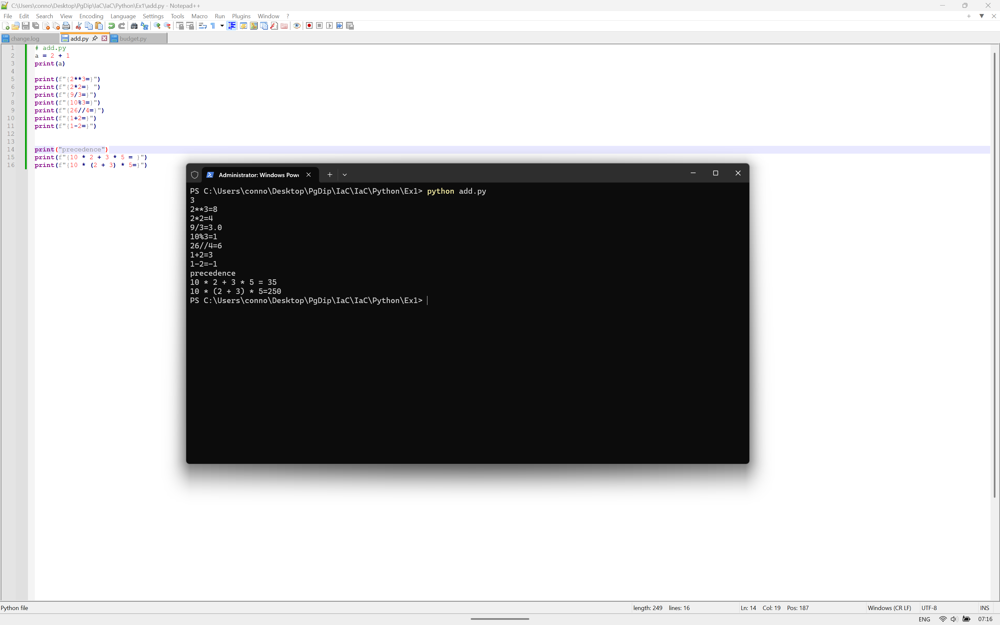 C:\Users\conno\Desktop\PgDip\IaC\IaC\Python\Ex1\add.py - Notepad++
File Edit Search View Encoding Language Settings Tools Macro Run Plugins Window ?
change.log add.py budget.py
1 # add.py
2 a = 2 + 1
3 print(a)
4
5 print(f"{2**3=}")
6 print(f"{2*2=} ")
7 print(f"{9/3=}")
8 print(f"{10%3=}")
9 print(f"{26//4=}")
10 print(f"{1+2=}")
11 print(f"{1-2=}")
12
13
14 print("precedence")
15 print(f"{10 * 2 + 3 * 5 = }")
16 print(f"{10 * (2 + 3) * 5=}")
Administrator: Windows Pow
PS C:\Users\conno\Desktop\PgDip\IaC\IaC\Python\Ex1> python add.py
3
2**3=8
2*2=4
9/3=3.0
10%3=1
26//4=6
1+2=3
1-2=-1
precedence
10 * 2 + 3 * 5 = 35
10 * (2 + 3) * 5=250
PS C:\Users\conno\Desktop\PgDip\IaC\IaC\Python\Ex1>
Python file length: 249 lines: 16 Ln: 14 Col: 19 Pos: 187 Windows (CR LF) UTF-8 INS
ENG 07:16